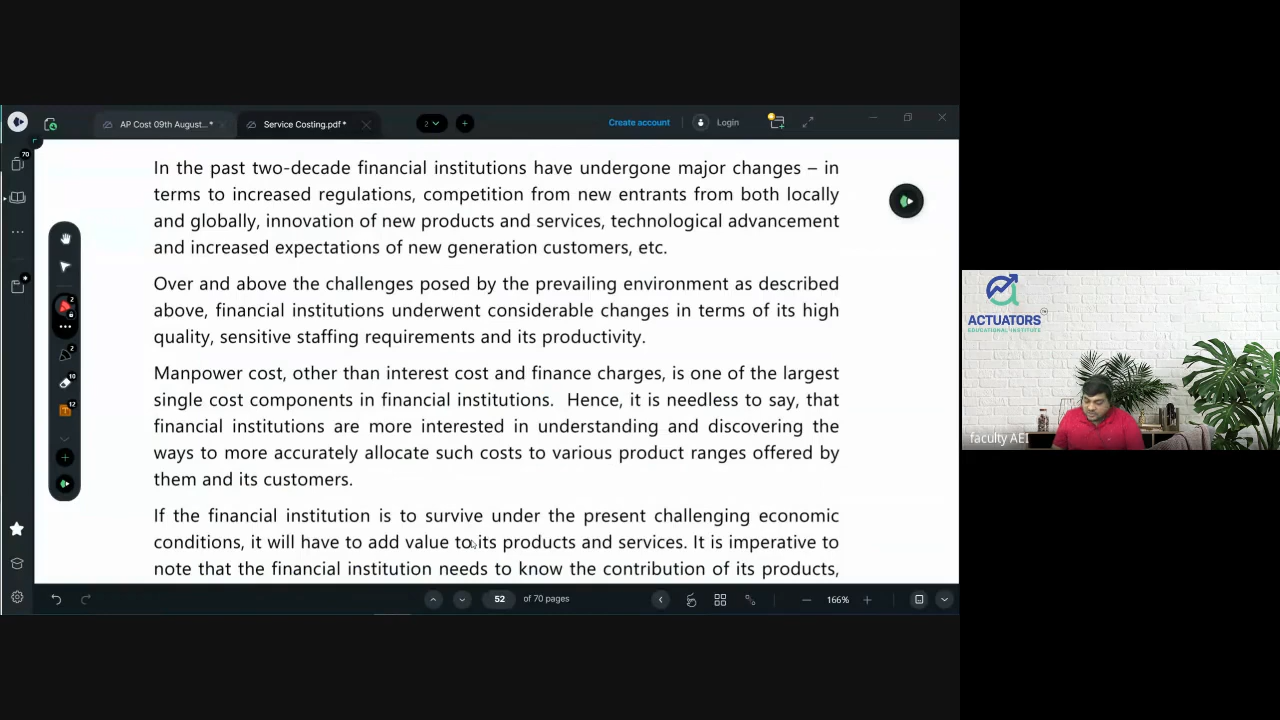 AP Cost 09th August...*
Service Costing.pdf *
2
Create account
Login
70
In the past two-decade financial institutions have undergone major changes – in
terms to increased regulations, competition from new entrants from both locally
and globally, innovation of new products and services, technological advancement
and increased expectations of new generation customers, etc.
Over and above the challenges posed by the prevailing environment as described
above, financial institutions underwent considerable changes in terms of its high
quality, sensitive staffing requirements and its productivity.
Manpower cost, other than interest cost and finance charges, is one of the largest
single cost components in financial institutions. Hence, it is needless to say, that
financial institutions are more interested in understanding and discovering the
ways to more accurately allocate such costs to various product ranges offered by
them and its customers.
If the financial institution is to survive under the present challenging economic
conditions, it will have to add value to its products and services. It is imperative to
note that the financial institution needs to know the contribution of its products,
2
2
10
12
52
of 70 pages
166%
ACTUATORS
EDUCATIONAL INSTITUTE
faculty AEI